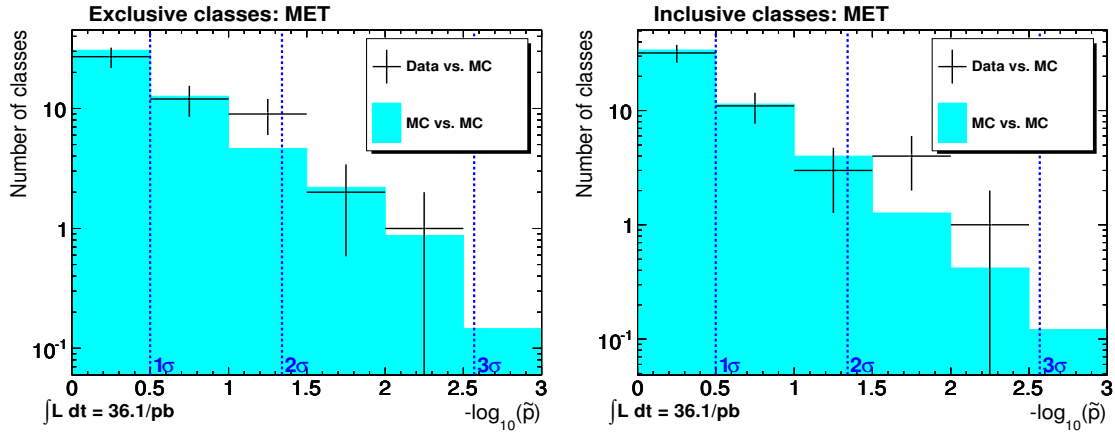 Exclusive classes: MET
Number of classes
Data vs. MC
MC vs. MC
10
1
10⁻¹
1σ
2σ
3σ
0 0.5 1 1.5 2 2.5 3
∫L dt = 36.1/pb
-log₁₀(p̃)
Inclusive classes: MET
Number of classes
Data vs. MC
MC vs. MC
10
1
10⁻¹
1σ
2σ
3σ
0 0.5 1 1.5 2 2.5 3
∫L dt = 36.1/pb
-log₁₀(p̃)